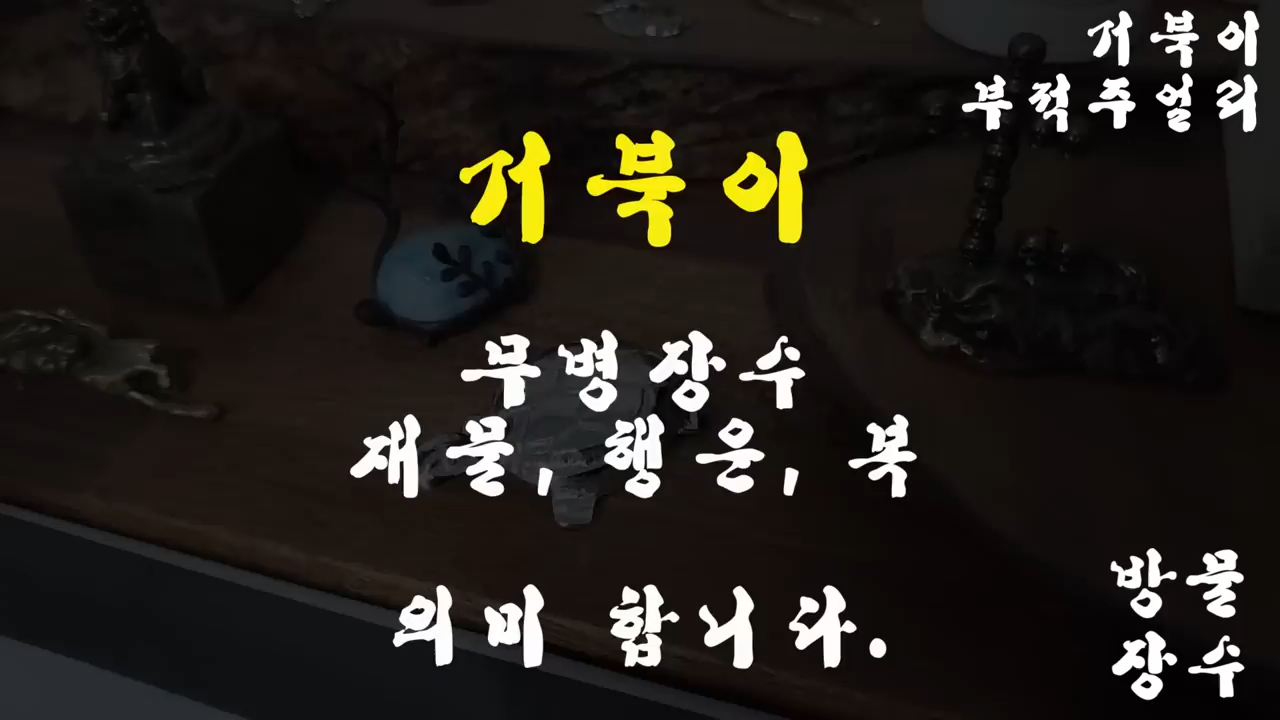 거북이
부적주얼리
거북이
무병장수
재물, 행운, 복
의미 합니다.
방물
장수